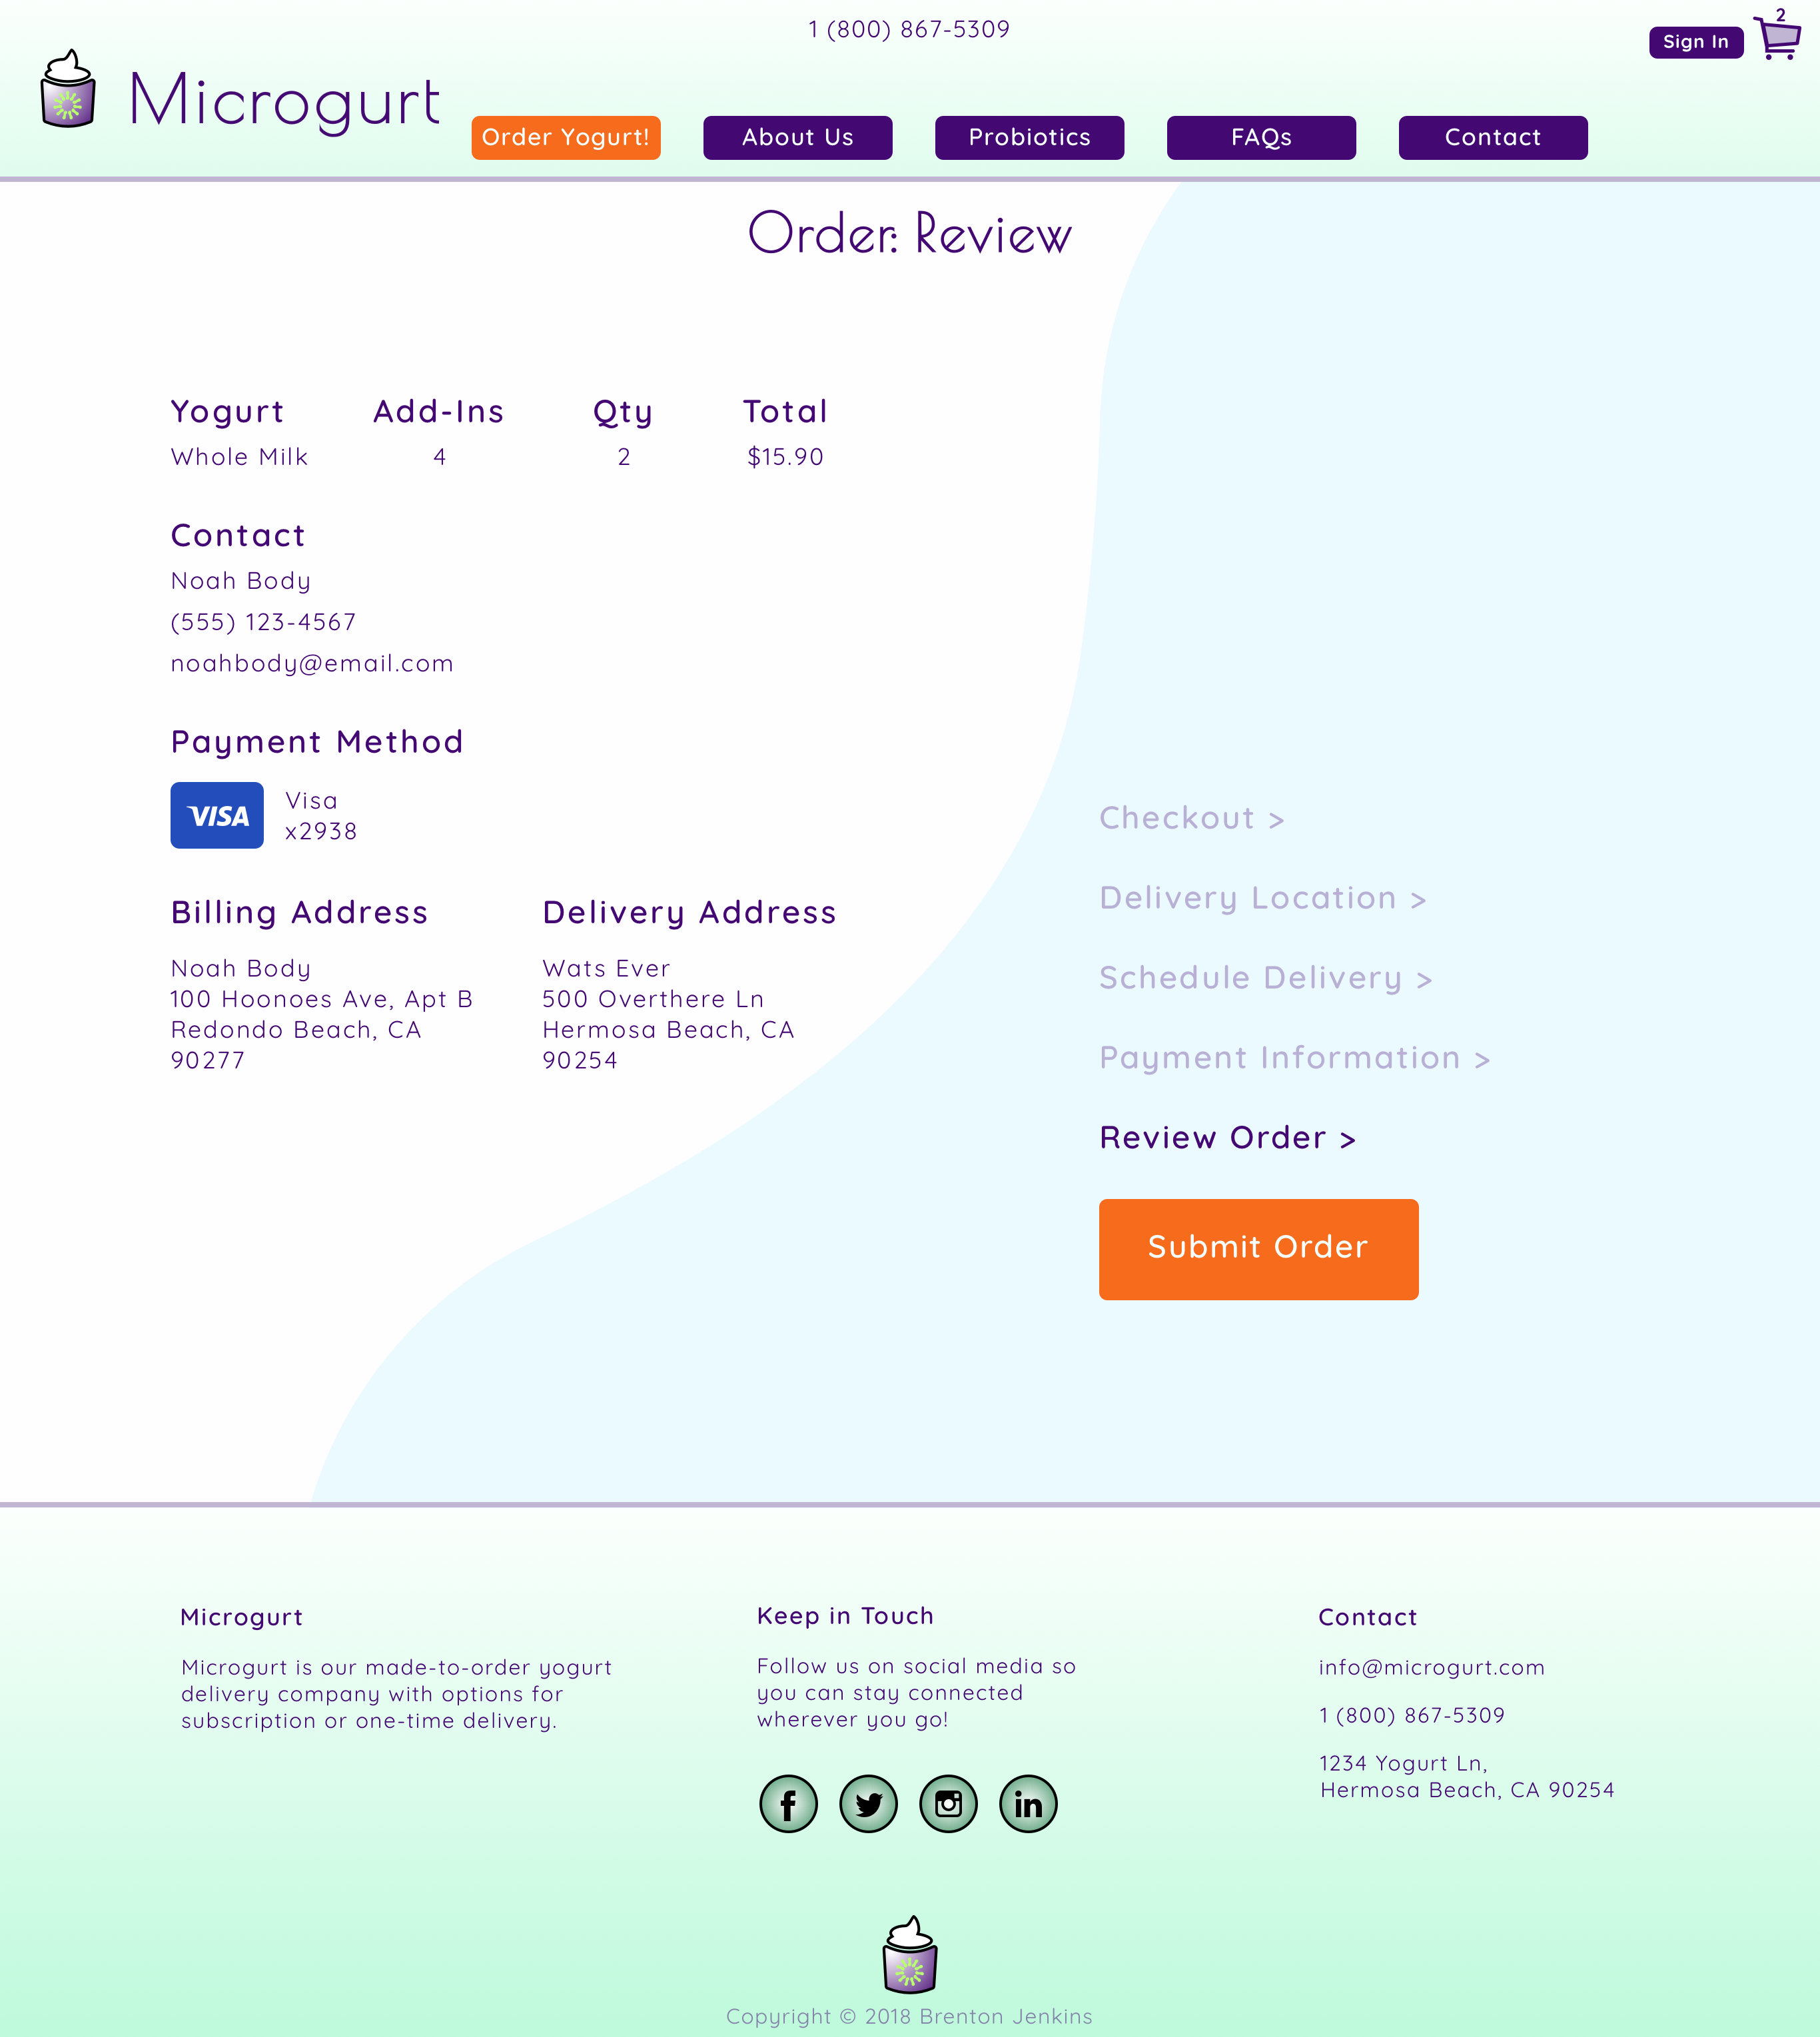 1 (800) 867-5309
2
Sign In
Microgurt
Order Yogurt! About Us Probiotics FAQs Contact
Order: Review
Yogurt Add-Ins Qty Total
Whole Milk 4 2 $15.90
Contact
Noah Body
(555) 123-4567
noahbody@email.com
Payment Method
VISA
Visa
x2938
Billing Address
Noah Body
100 Hoonoes Ave, Apt B
Redondo Beach, CA
90277
Delivery Address
Wats Ever
500 Overthere Ln
Hermosa Beach, CA
90254
Checkout >
Delivery Location >
Schedule Delivery >
Payment Information >
Review Order >
Submit Order
Microgurt
Microgurt is our made-to-order yogurt
delivery company with options for
subscription or one-time delivery.
Keep in Touch
Follow us on social media so
you can stay connected
wherever you go!
f
in
Contact
info@microgurt.com
1 (800) 867-5309
1234 Yogurt Ln,
Hermosa Beach, CA 90254
Copyright © 2018 Brenton Jenkins